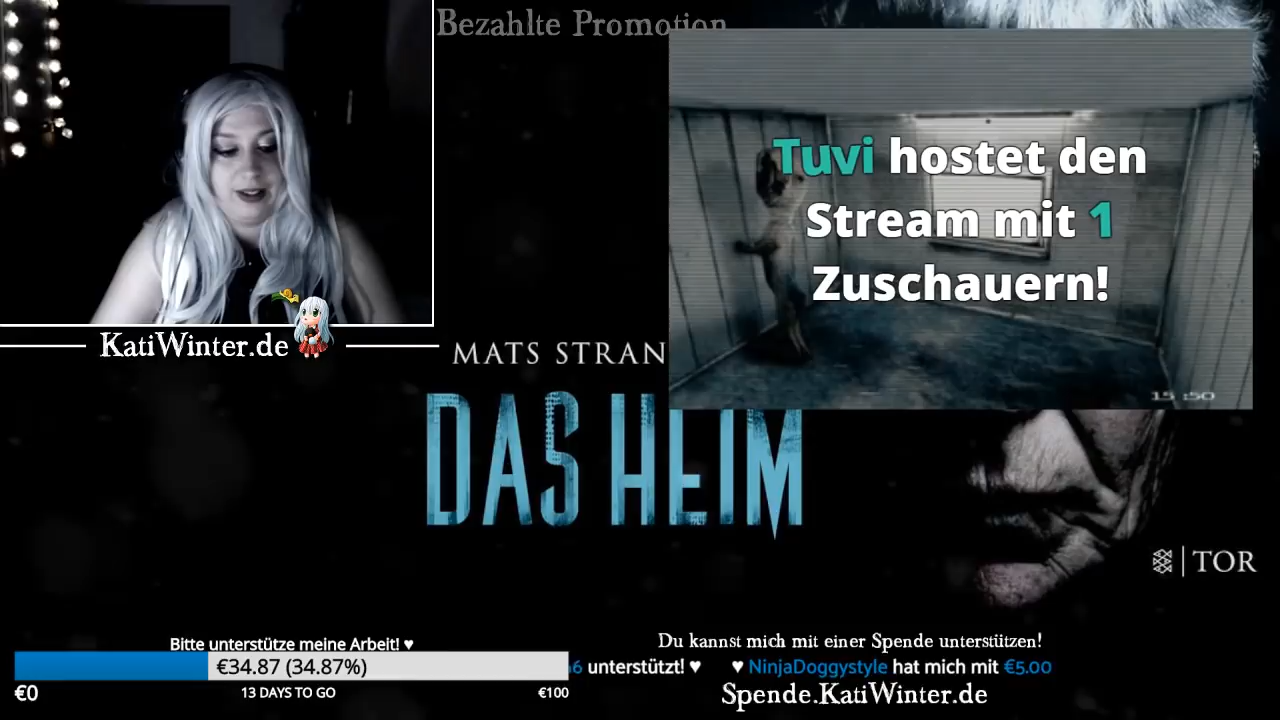 Bezahlte Promotion
Tuvi hostet den
Stream mit 1
Zuschauern!
15:50
KatiWinter.de
MATS STRAN
DAS HEIM
TOR
Bitte unterstütze meine Arbeit! ♥
€34.87 (34.87%)
€0
13 DAYS TO GO
€100
Du kannst mich mit einer Spende unterstützen!
6 unterstützt! ♥ ♥ NinjaDoggystyle hat mich mit €5.00
Spende.KatiWinter.de